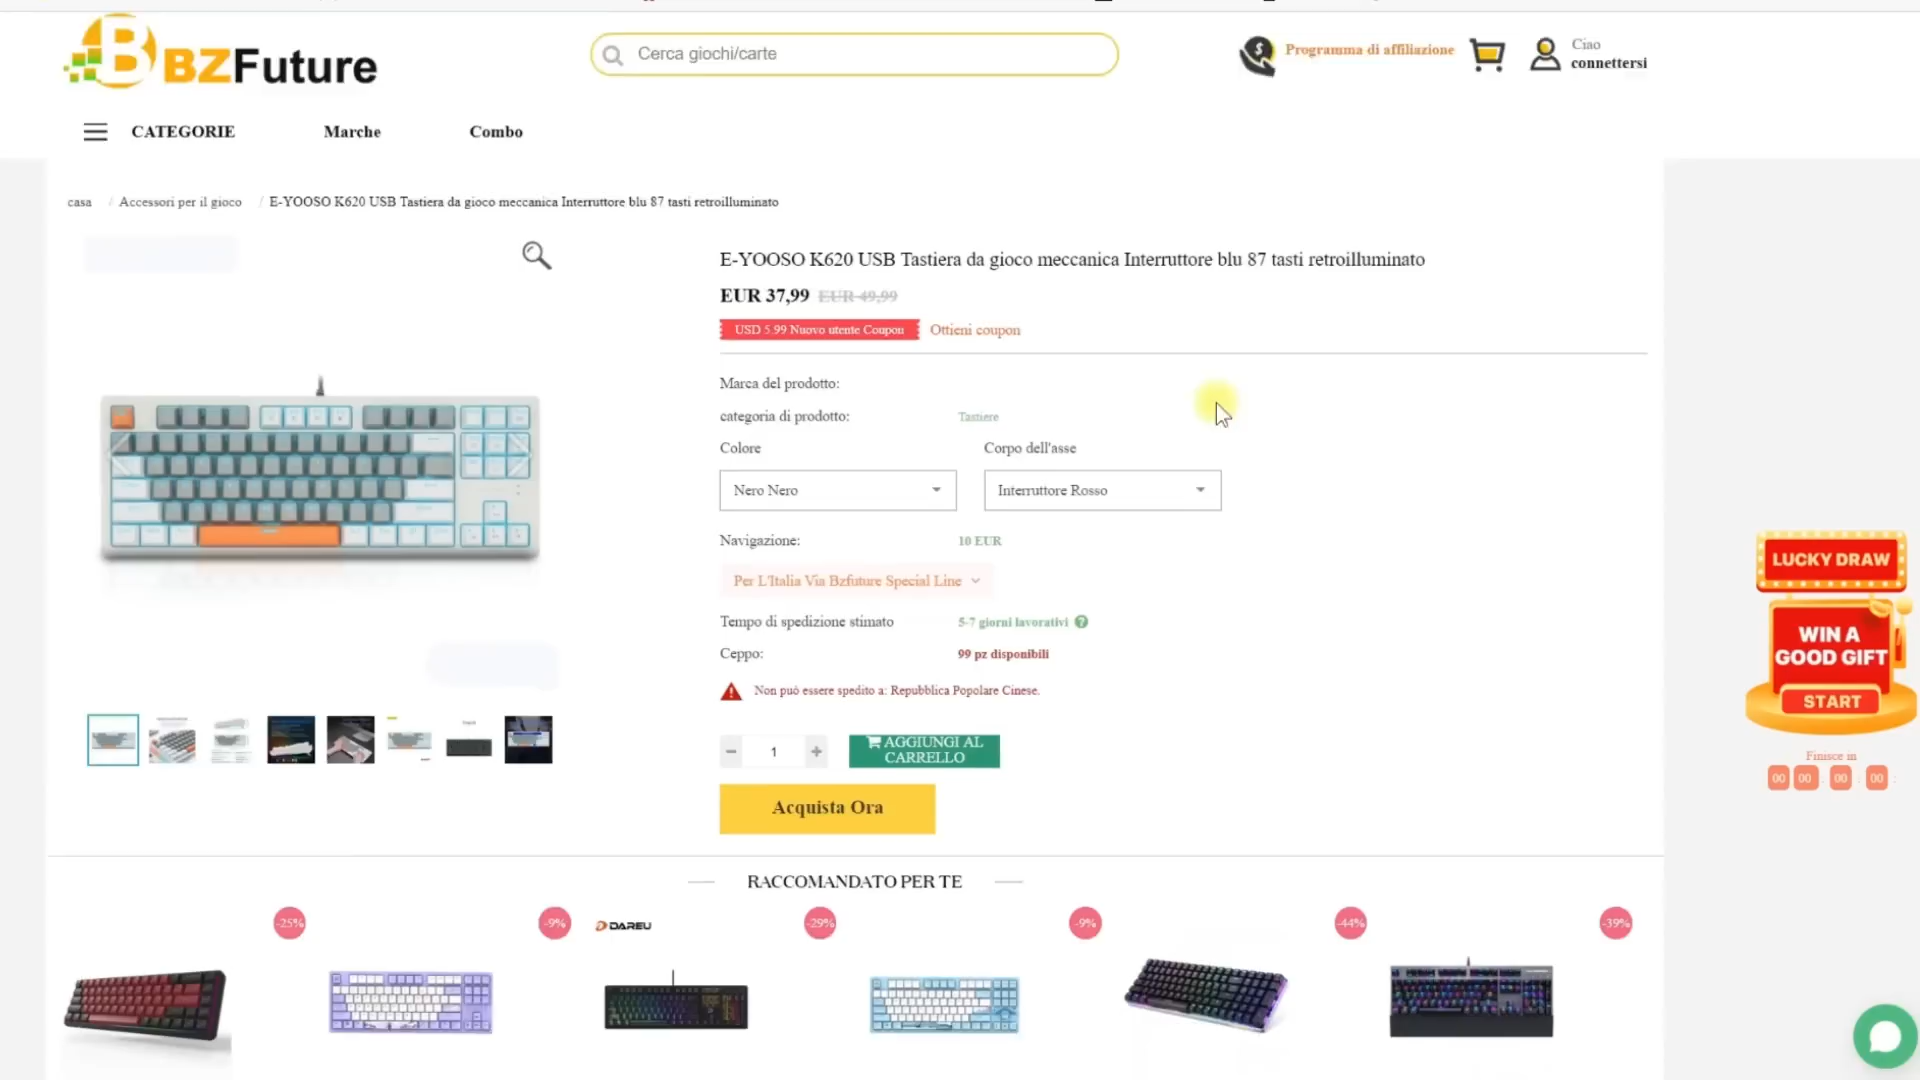 BZFuture
Cerca giochi/carte
Programma di affiliazione
Ciao
connettersi
CATEGORIE
Marche
Combo
casa / Accessori per il gioco / E-YOOSO K620 USB Tastiera da gioco meccanica Interruttore blu 87 tasti retroilluminato
E-YOOSO K620 USB Tastiera da gioco meccanica Interruttore blu 87 tasti retroilluminato
EUR 37,99 EUR 49,99
USD 5.99 Nuovo utente Coupon Ottieni coupon
Marca del prodotto:
categoria di prodotto: Tastiere
Colore
Corpo dell'asse
Nero Nero
Interruttore Rosso
Navigazione: 10 EUR
Per L'Italia Via Bzfuture Special Line
Tempo di spedizione stimato 5-7 giorni lavorativi ?
Ceppo: 99 pz disponibili
Non può essere spedito a: Repubblica Popolare Cinese.
− 1 +
AGGIUNGI AL
CARRELLO
Acquista Ora
LUCKY DRAW
WIN A
GOOD GIFT
START
Finisce in
00 00 : 00 : 00 :
RACCOMANDATO PER TE
-25%
-9%
DAREU
-29%
-9%
-44%
-39%